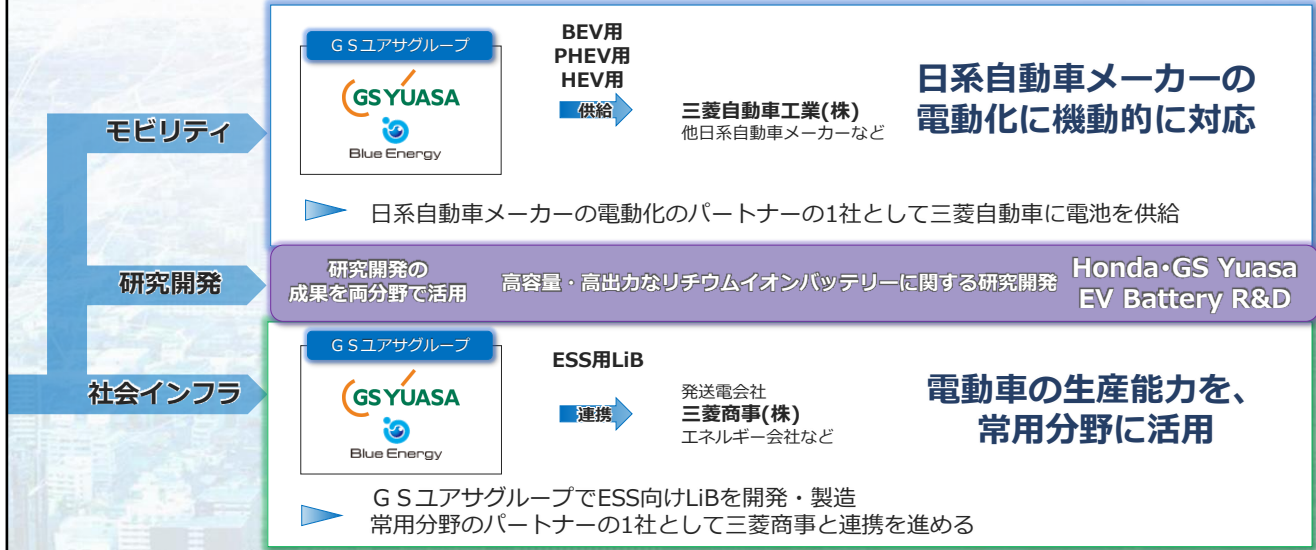 モビリティ
GSユアサグループ
GS YUASA
Blue Energy
BEV用
PHEV用
HEV用
供給
三菱自動車工業(株)
他日系自動車メーカーなど
日系自動車メーカーの
電動化に機動的に対応
日系自動車メーカーの電動化のパートナーの1社として三菱自動車に電池を供給
研究開発
研究開発の
成果を両分野で活用
高容量・高出力なリチウムイオンバッテリーに関する研究開発
Honda･GS Yuasa
EV Battery R&D
社会インフラ
GSユアサグループ
GS YUASA
Blue Energy
ESS用LiB
連携
発送電会社
三菱商事(株)
エネルギー会社など
電動車の生産能力を、
常用分野に活用
GSユアサグループでESS向けLiBを開発・製造
常用分野のパートナーの1社として三菱商事と連携を進める